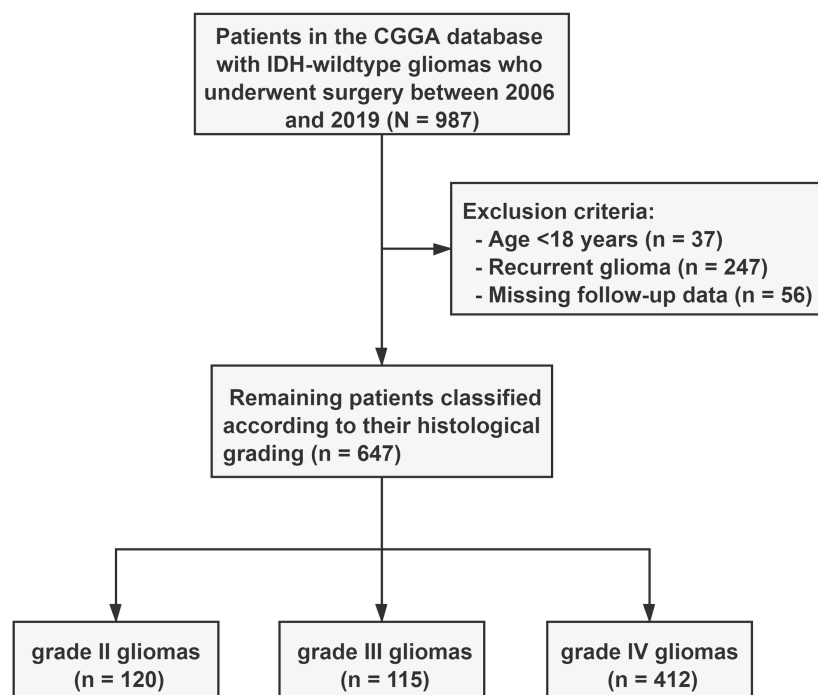 Patients in the CGGA database
with IDH-wildtype gliomas who
underwent surgery between 2006
and 2019 (N = 987)
Exclusion criteria:
- Age <18 years (n = 37)
- Recurrent glioma (n = 247)
- Missing follow-up data (n = 56)
Remaining patients classified
according to their histological
grading (n = 647)
grade II gliomas
(n = 120)
grade III gliomas
(n = 115)
grade IV gliomas
(n = 412)